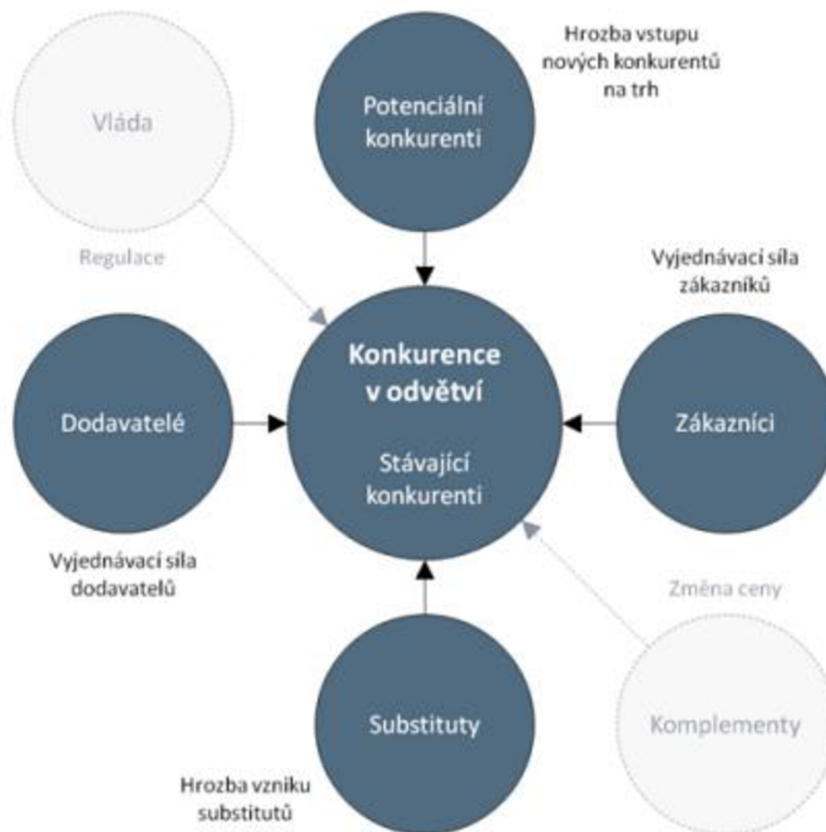 Hrozba vstupu
nových konkurentů
na trh
Vláda
Potenciální
konkurenti
Regulace
Vyjednávací síla
zákazníků
Dodavatelé
Konkurence
v odvětví
Stávající
konkurenti
Zákazníci
Vyjednávací síla
dodavatelů
Změna ceny
Substituty
Komplementy
Hrozba vzniku
substitutů